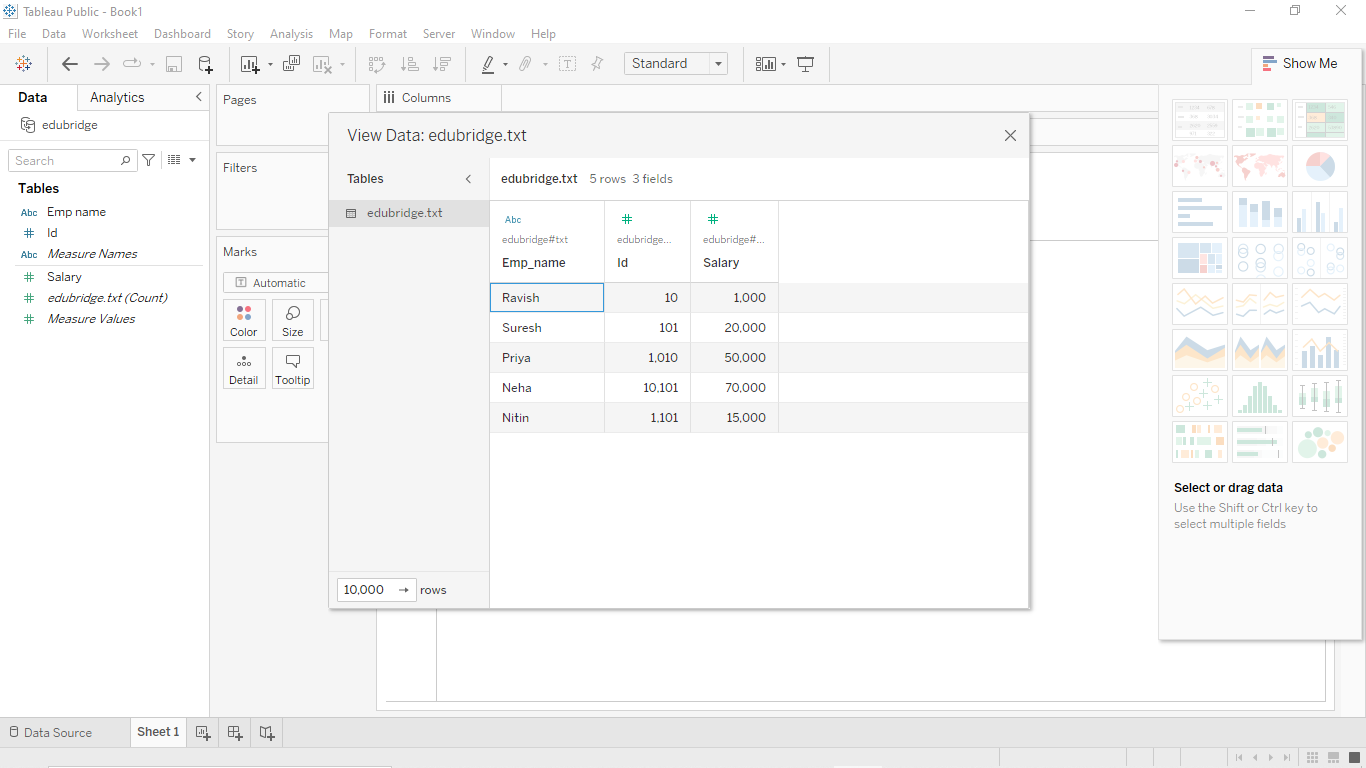 Tableau Public - Book1
File Data Worksheet Dashboard Story Analysis Map Format Server Window Help
Standard
Show Me
Data Analytics
edubridge
Search
Tables
Abc Emp name
# Id
Abc Measure Names
# Salary
# edubridge.txt (Count)
# Measure Values
Pages
Filters
Marks
T Automatic
Color Size
Detail Tooltip
Columns
View Data: edubridge.txt
Tables
edubridge.txt
10,000 → rows
edubridge.txt 5 rows 3 fields
Abc # #
edubridge#txt edubridge... edubridge#...
Emp_name Id Salary
Ravish 10 1,000
Suresh 101 20,000
Priya 1,010 50,000
Neha 10,101 70,000
Nitin 1,101 15,000
Select or drag data
Use the Shift or Ctrl key to
select multiple fields
Data Source Sheet 1